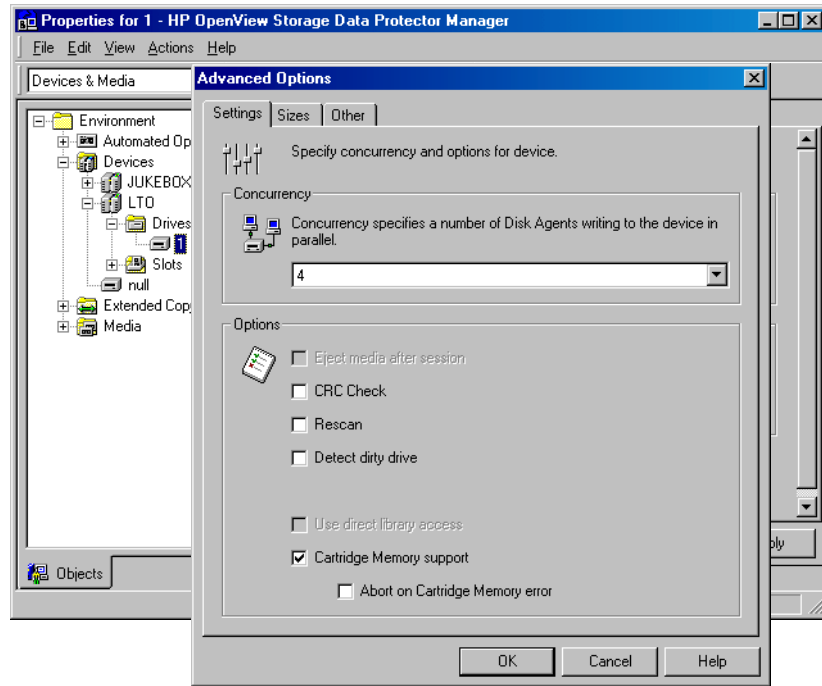 Properties for 1 - HP OpenView Storage Data Protector Manager
File Edit View Actions Help
Devices & Media
Environment
Automated Op
Devices
JUKEBOX
LTO
Drives
1
Slots
null
Extended Cop
Media
Objects
Advanced Options
Settings Sizes Other
Specify concurrency and options for device.
Concurrency
Concurrency specifies a number of Disk Agents writing to the device in
parallel.
4
Options
Eject media after session
CRC Check
Rescan
Detect dirty drive
Use direct library access
Cartridge Memory support
Abort on Cartridge Memory error
OK Cancel Help
ply